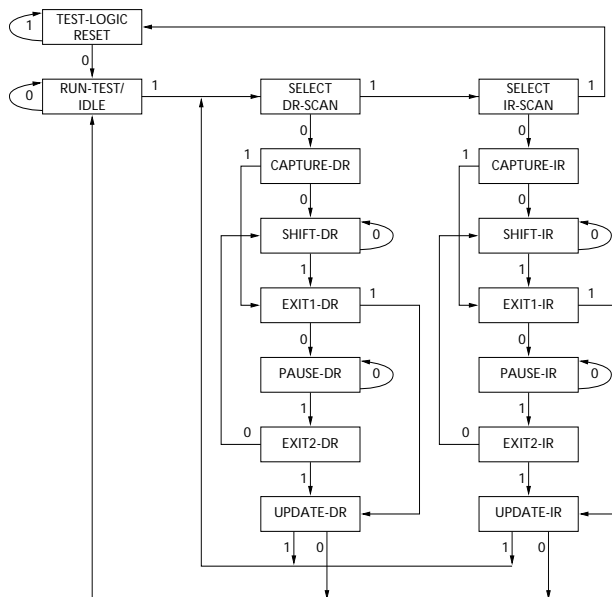 TEST-LOGIC
RESET
1
0
RUN-TEST/
IDLE
0
1
SELECT
DR-SCAN
1
SELECT
IR-SCAN
1
0
0
1
CAPTURE-DR
1
CAPTURE-IR
0
0
SHIFT-DR
0
SHIFT-IR
0
1
1
EXIT1-DR
1
EXIT1-IR
1
0
0
PAUSE-DR
0
PAUSE-IR
0
1
1
0
EXIT2-DR
0
EXIT2-IR
1
1
UPDATE-DR
UPDATE-IR
1
0
1
0